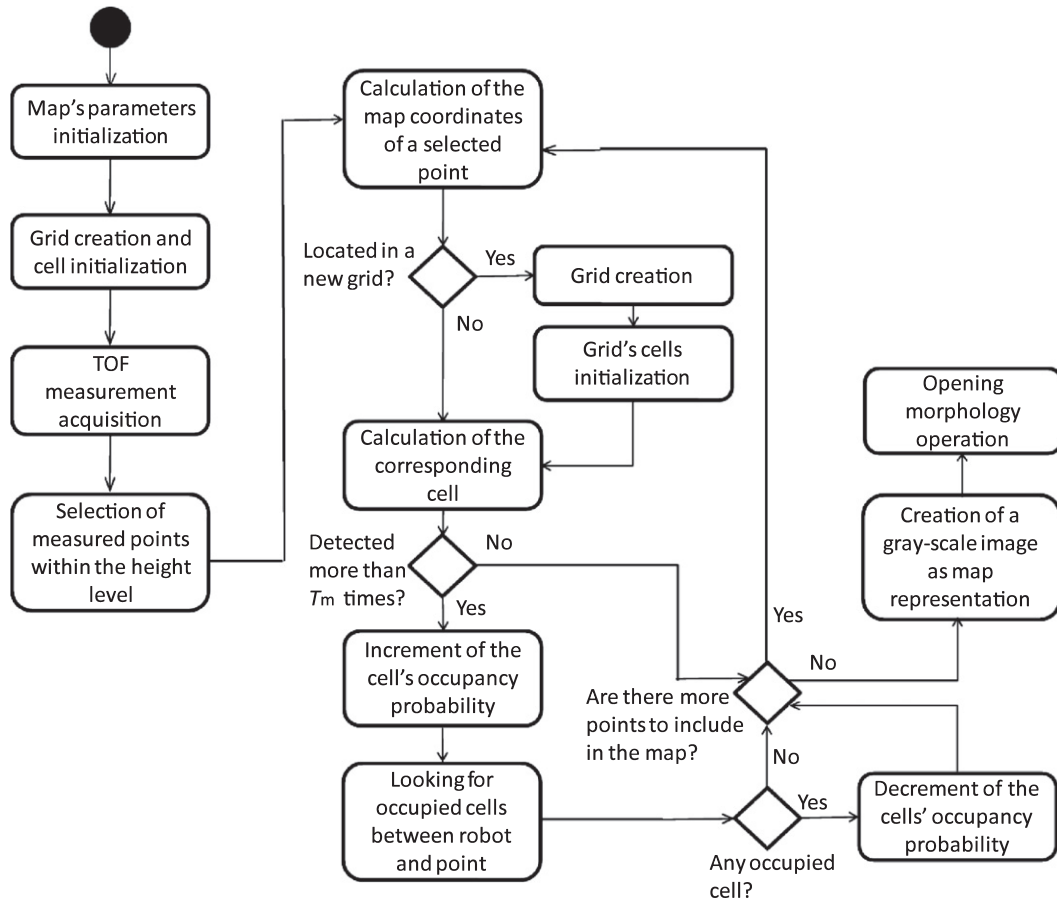 Map's parameters
initialization
Grid creation and
cell initialization
TOF
measurement
acquisition
Selection of
measured points
within the height
level
Calculation of the
map coordinates
of a selected
point
Located in a
new grid?
Yes
No
Grid creation
Grid's cells
initialization
Calculation of the
corresponding
cell
Detected
more than
Tm times?
No
Yes
Increment of the
cell's occupancy
probability
Looking for
occupied cells
between robot
and point
Any occupied
cell?
No
Yes
Decrement of the
cells' occupancy
probability
Are there more
points to include
in the map?
Yes
No
Creation of a
gray-scale image
as map
representation
Opening
morphology
operation